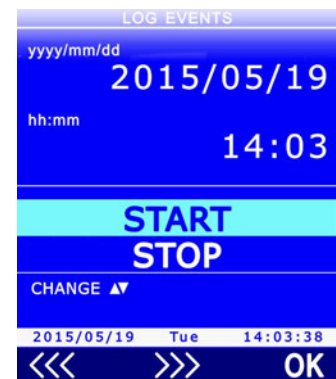 LOG EVENTS
yyyy/mm/dd
2015/05/19
hh:mm
14:03
START
STOP
CHANGE ▲▼
2015/05/19 Tue 14:03:38
<<< >>> OK